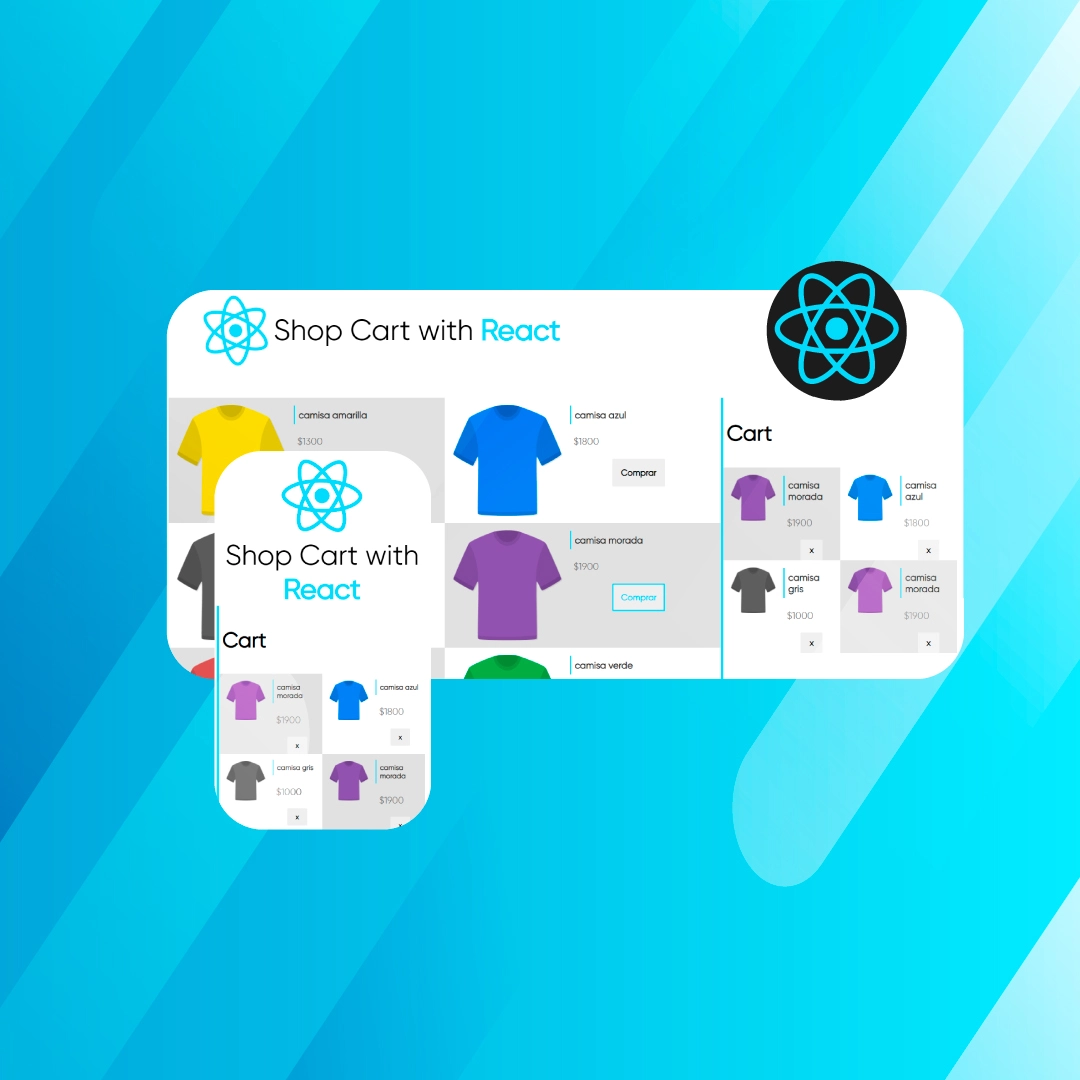 Shop Cart with React
camisa amarilla
$1300
camisa azul
$1800
Comprar
camisa morada
$1900
Comprar
camisa verde
Cart
camisa
morada
$1900
x
camisa
azul
$1800
x
camisa
gris
$1000
x
camisa
morada
$1900
x
Shop Cart with
React
Cart
camisa
morada
$1900
x
camisa azul
$1800
x
camisa gris
$1000
x
camisa
morada
$1900
x